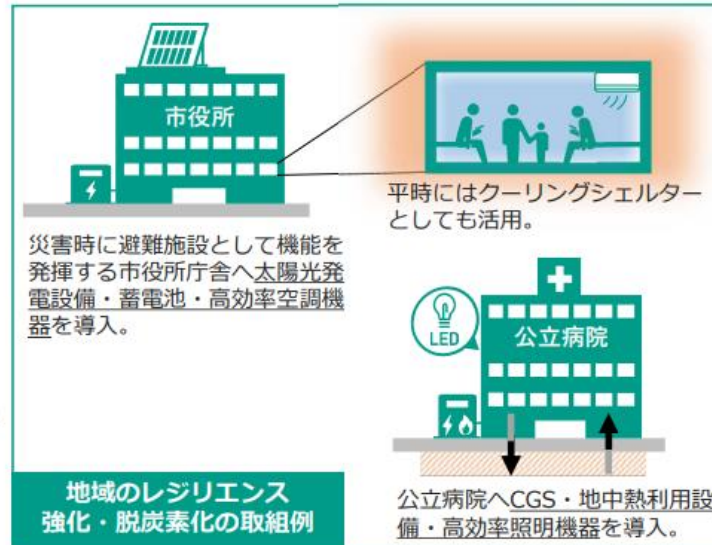 市役所
災害時に避難施設として機能を
発揮する市役所庁舎へ太陽光発
電設備・蓄電池・高効率空調機
器を導入。
平時にはクーリングシェルター
としても活用。
LED
公立病院
公立病院へCGS・地中熱利用設
備・高効率照明機器を導入。
地域のレジリエンス
強化・脱炭素化の取組例